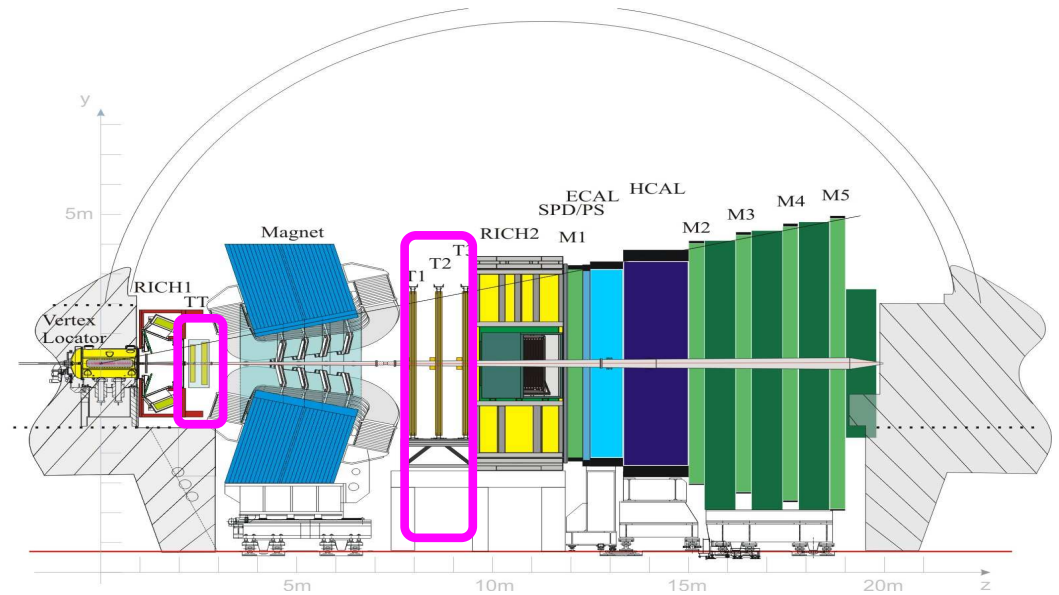 y
5m
Magnet
RICH1
TT
Vertex
Locator
T1
T2
T3
RICH2
SPD/PS
ECAL
HCAL
M1
M2
M3
M4
M5
5m
10m
15m
20m
z